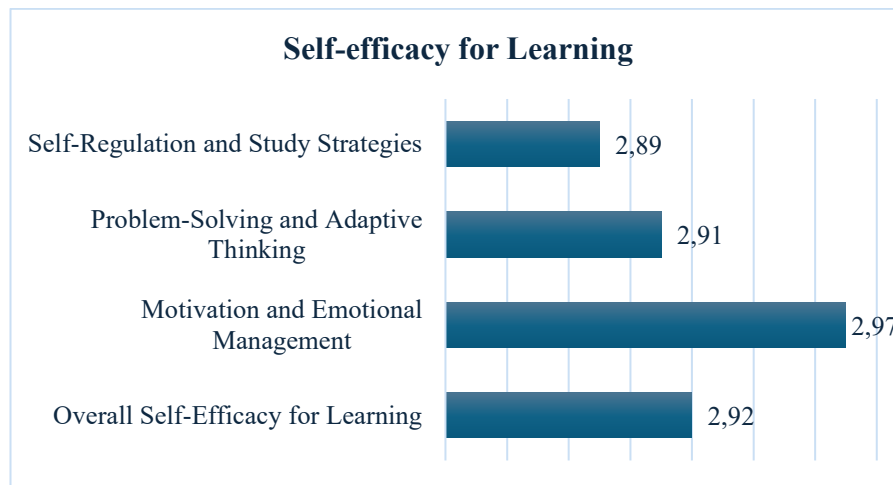 Self-efficacy for Learning
Self-Regulation and Study Strategies
2,89
Problem-Solving and Adaptive
Thinking
2,91
Motivation and Emotional
Management
2,97
Overall Self-Efficacy for Learning
2,92